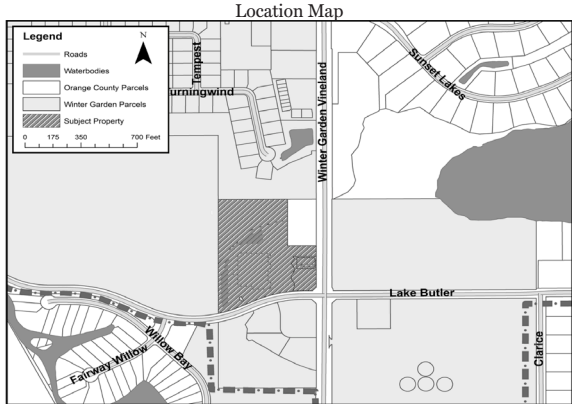 Location Map
Legend
N
Roads
Waterbodies
Orange County Parcels
Winter Garden Parcels
Subject Property
0 175 350 700 Feet
Tempest
urningwind
Sunset Lakes
Winter Garden Vineland
Lake Butler
Willow Bay
Fairway Willow
Clarice